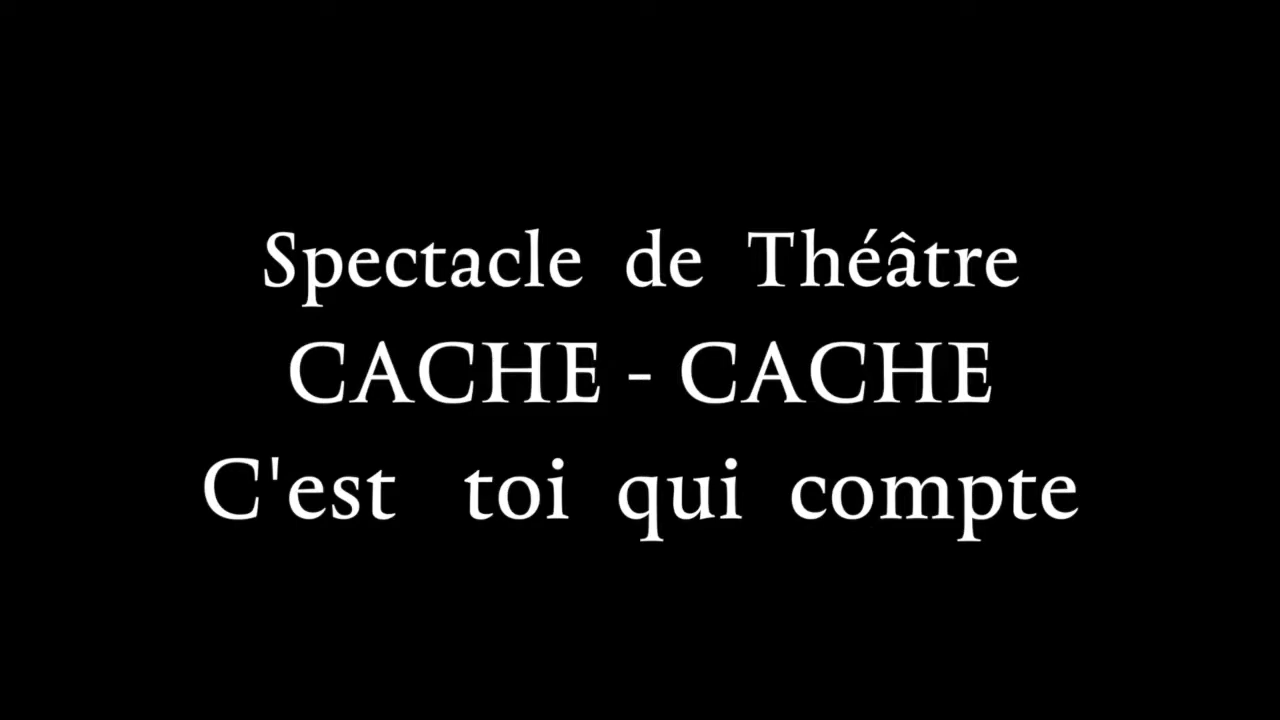 Spectacle de Théâtre
CACHE - CACHE
C'est toi qui compte